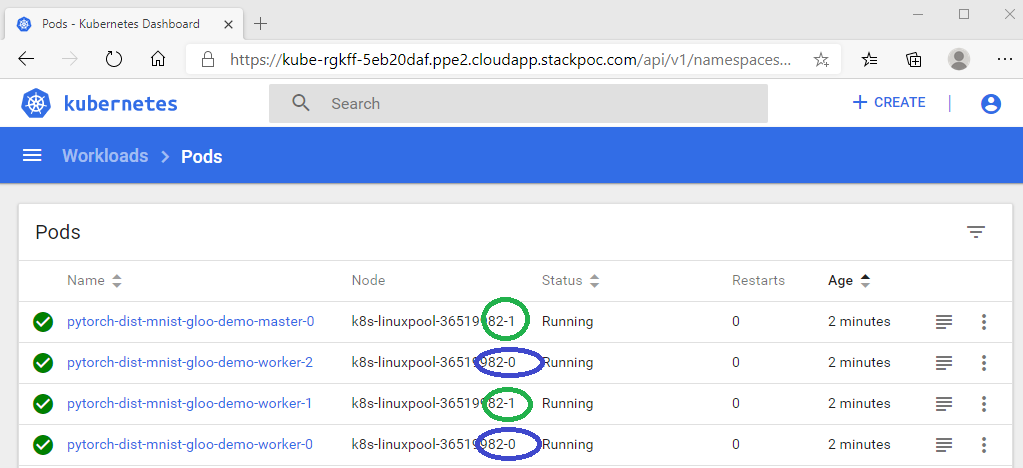 Pods - Kubernetes Dashboard
https://kube-rgkff-5eb20daf.ppe2.cloudapp.stackpoc.com/api/v1/namespaces...
kubernetes Search + CREATE
Workloads > Pods
Pods
Name Node Status Restarts Age
pytorch-dist-mnist-gloo-demo-master-0 k8s-linuxpool-36519982-1 Running 0 2 minutes
pytorch-dist-mnist-gloo-demo-worker-2 k8s-linuxpool-36519982-0 Running 0 2 minutes
pytorch-dist-mnist-gloo-demo-worker-1 k8s-linuxpool-36519982-1 Running 0 2 minutes
pytorch-dist-mnist-gloo-demo-worker-0 k8s-linuxpool-36519982-0 Running 0 2 minutes